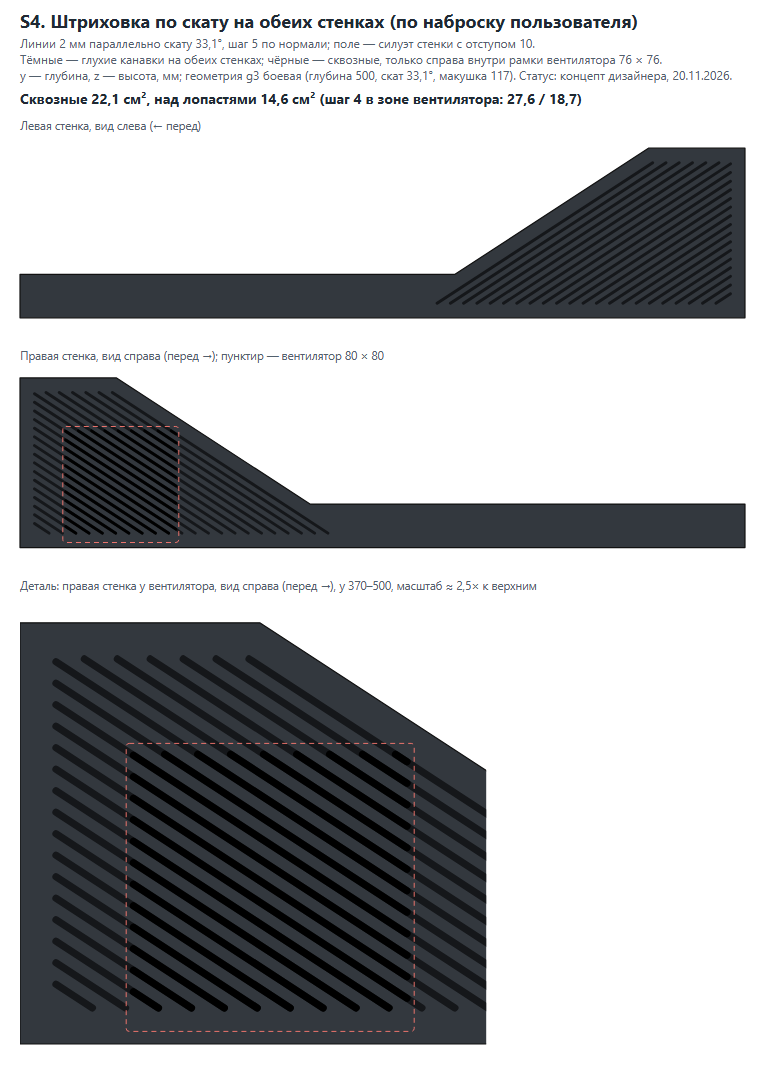 S4. Штриховка по скату на обеих стенках (по наброску пользователя)
Линии 2 мм параллельно скату 33,1°, шаг 5 по нормали; поле — силуэт стенки с отступом 10.
Тёмные — глухие канавки на обеих стенках; чёрные — сквозные, только справа внутри рамки вентилятора 76 × 76.
y — глубина, z — высота, мм; геометрия g3 боевая (глубина 500, скат 33,1°, макушка 117). Статус: концепт дизайнера, 20.11.2026.
Сквозные 22,1 см², над лопастями 14,6 см² (шаг 4 в зоне вентилятора: 27,6 / 18,7)
Левая стенка, вид слева (← перед)
Правая стенка, вид справа (перед →); пунктир — вентилятор 80 × 80
Деталь: правая стенка у вентилятора, вид справа (перед →), y 370–500, масштаб ≈ 2,5× к верхним